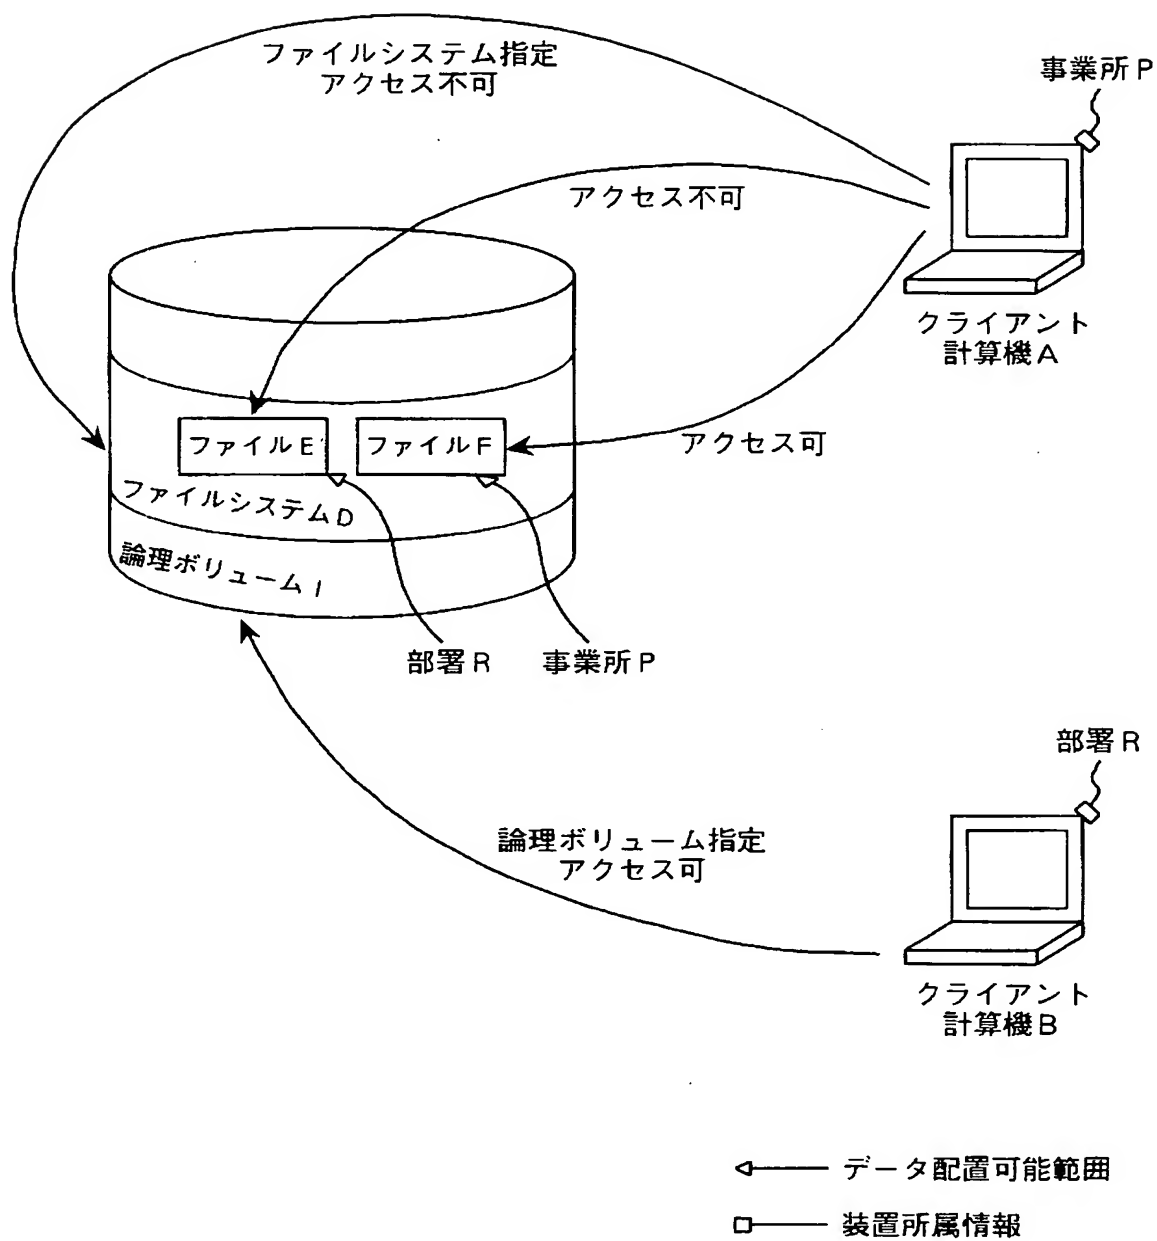 ファイルシステム指定
アクセス不可
事業所P
アクセス不可
クライアント
計算機A
アクセス可
ファイルE
ファイルF
ファイルシステムD
論理ボリュームI
部署R
事業所P
部署R
論理ボリューム指定
アクセス可
クライアント
計算機B
データ配置可能範囲
装置所属情報